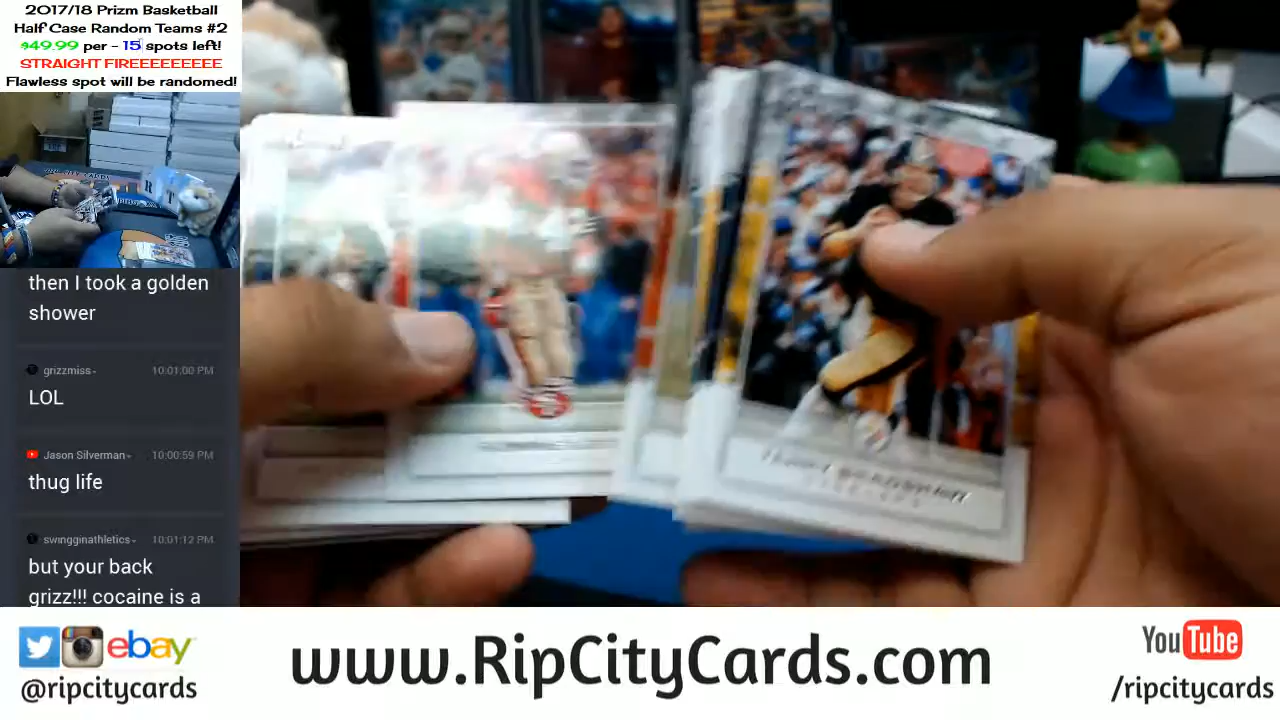 2017/18 Prizm Basketball
Half Case Random Teams #2
$49.99 per - 15 spots left!
STRAIGHT FIREEEEEEEEE
Flawless spot will be randomed!
then I took a golden
shower
grizzmiss
10:01:00 PM
LOL
Jason Silverman
10:00:59 PM
thug life
swingginathletics
10:01:12 PM
but your back
grizz!!! cocaine is a
ebay
@ripcitycards
www.RipCityCards.com
YouTube
/ripcitycards